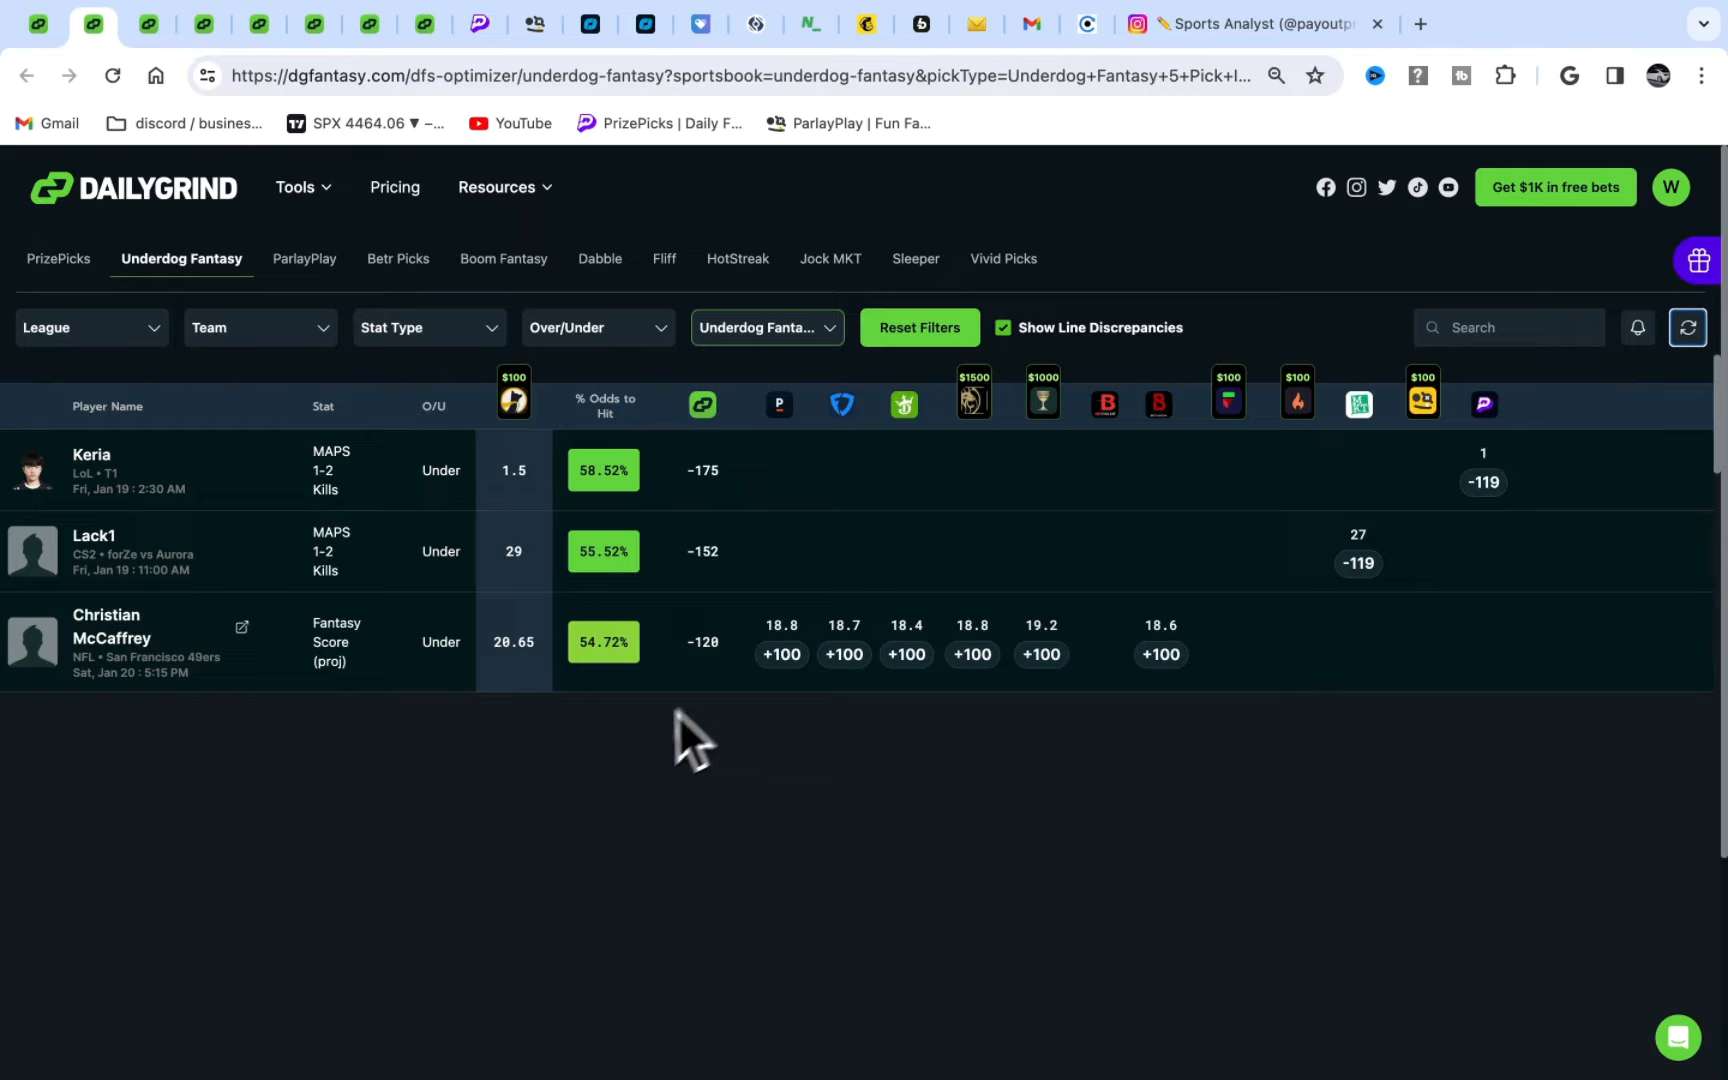 Sports Analyst (@payoutpr
https://dgfantasy.com/dfs-optimizer/underdog-fantasy?sportsbook=underdog-fantasy&pickType=Underdog+Fantasy+5+Pick+I...
Gmail
discord / busines...
SPX 4464.06 ▼ –...
YouTube
PrizePicks | Daily F...
ParlayPlay | Fun Fa...
DAILYGRIND
Tools
Pricing
Resources
Get $1K in free bets
W
PrizePicks
Underdog Fantasy
ParlayPlay
Betr Picks
Boom Fantasy
Dabble
Fliff
HotStreak
Jock MKT
Sleeper
Vivid Picks
League
Team
Stat Type
Over/Under
Underdog Fanta...
Reset Filters
Show Line Discrepancies
Search
Player Name
Stat
O/U
$100
% Odds to
Hit
$1500
$1000
$100
$100
$100
Keria
LoL • T1
Fri, Jan 19 : 2:30 AM
MAPS
1-2
Kills
Under
1.5
58.52%
-175
1
-119
Lack1
CS2 • forZe vs Aurora
Fri, Jan 19 : 11:00 AM
MAPS
1-2
Kills
Under
29
55.52%
-152
27
-119
Christian
McCaffrey
NFL • San Francisco 49ers
Sat, Jan 20 : 5:15 PM
Fantasy
Score
(proj)
Under
20.65
54.72%
-120
18.8
+100
18.7
+100
18.4
+100
18.8
+100
19.2
+100
18.6
+100